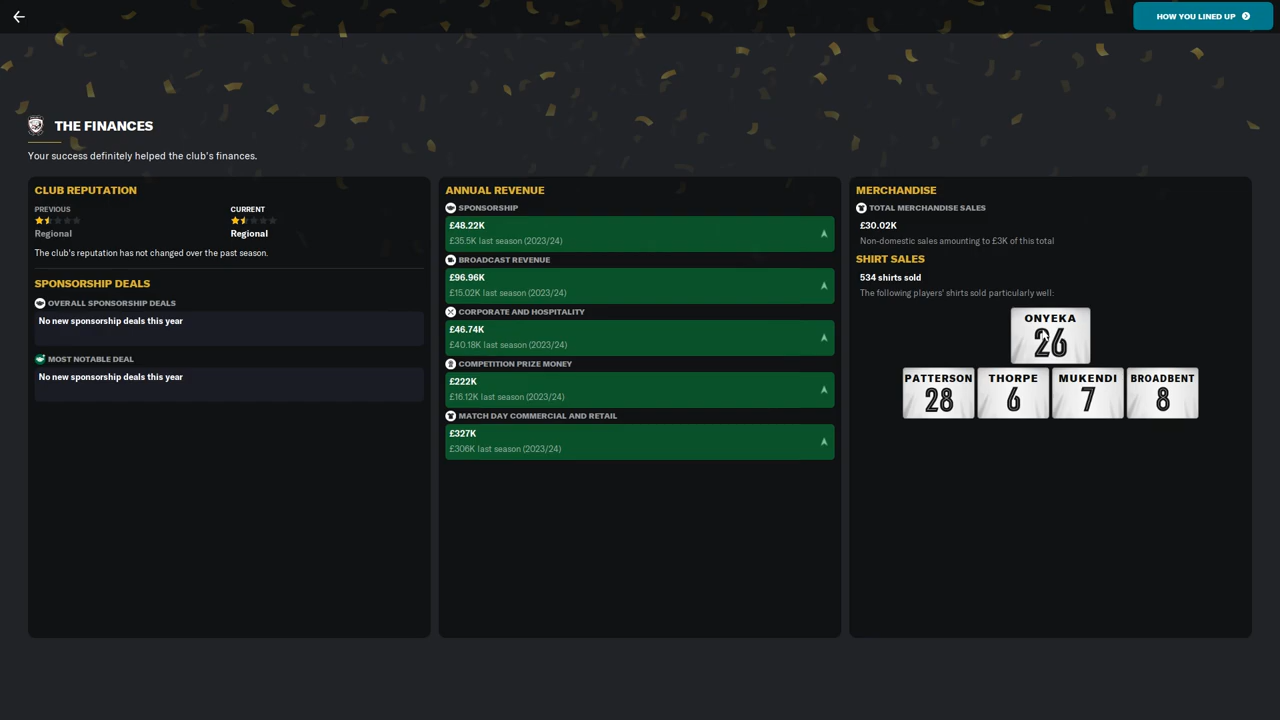 HOW YOU LINED UP
THE FINANCES
Your success definitely helped the club's finances.
CLUB REPUTATION
PREVIOUS
CURRENT
Regional
Regional
The club's reputation has not changed over the past season.
SPONSORSHIP DEALS
OVERALL SPONSORSHIP DEALS
No new sponsorship deals this year
MOST NOTABLE DEAL
No new sponsorship deals this year
ANNUAL REVENUE
SPONSORSHIP
£48.22K
£35.5K last season (2023/24)
BROADCAST REVENUE
£96.96K
£15.02K last season (2023/24)
CORPORATE AND HOSPITALITY
£46.74K
£40.18K last season (2023/24)
COMPETITION PRIZE MONEY
£222K
£16.12K last season (2023/24)
MATCH DAY COMMERCIAL AND RETAIL
£327K
£306K last season (2023/24)
MERCHANDISE
TOTAL MERCHANDISE SALES
£30.02K
Non-domestic sales amounting to £3K of this total
SHIRT SALES
534 shirts sold
The following players' shirts sold particularly well:
ONYEKA
26
PATTERSON THORPE MUKENDI BROADBENT
28 6 7 8